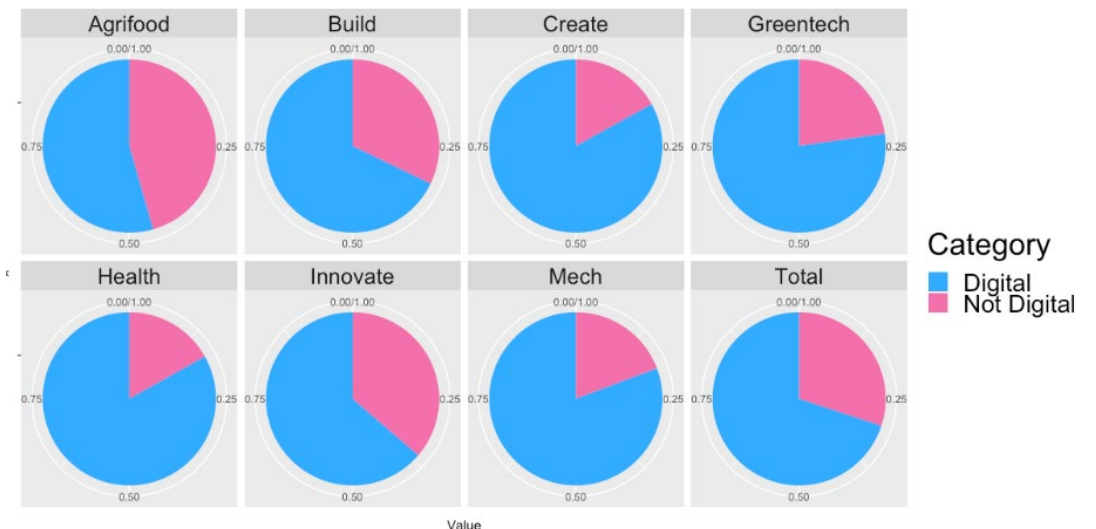 Agrifood Build Create Greentech
0.00/1.00 0.00/1.00 0.00/1.00 0.00/1.00
0.75 0.25 0.75 0.25 0.75 0.25 0.75 0.25
0.50 0.50 0.50 0.50
Health Innovate Mech Total
0.00/1.00 0.00/1.00 0.00/1.00 0.00/1.00
0.75 0.25 0.75 0.25 0.75 0.25 0.75 0.25
0.50 0.50 0.50 0.50
Value
Category
Digital
Not Digital